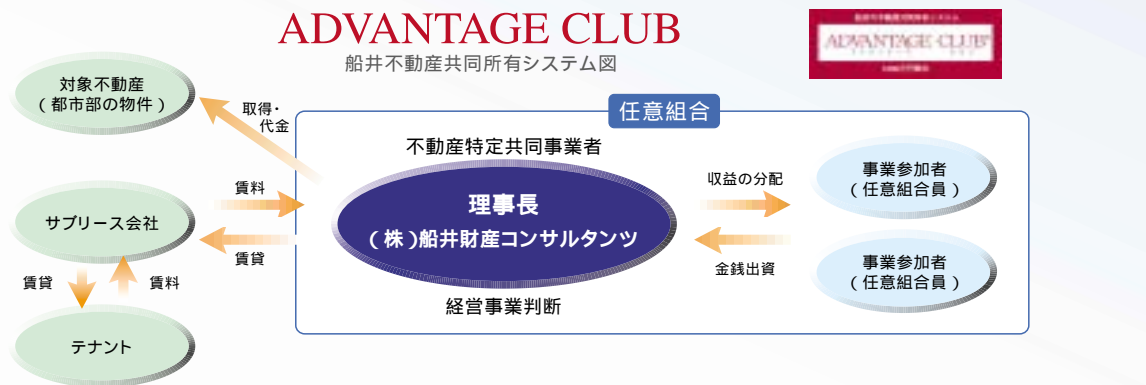 ADVANTAGE CLUB
船井不動産共同所有システム図
ADVANTAGE CLUB
対象不動産
(都市部の物件)
取得・
代金
任意組合
不動産特定共同事業者
理事長
(株)船井財産コンサルタンツ
経営事業判断
収益の分配
金銭出資
事業参加者
(任意組合員)
事業参加者
(任意組合員)
賃料
サブリース会社
賃貸
賃貸
賃料
テナント